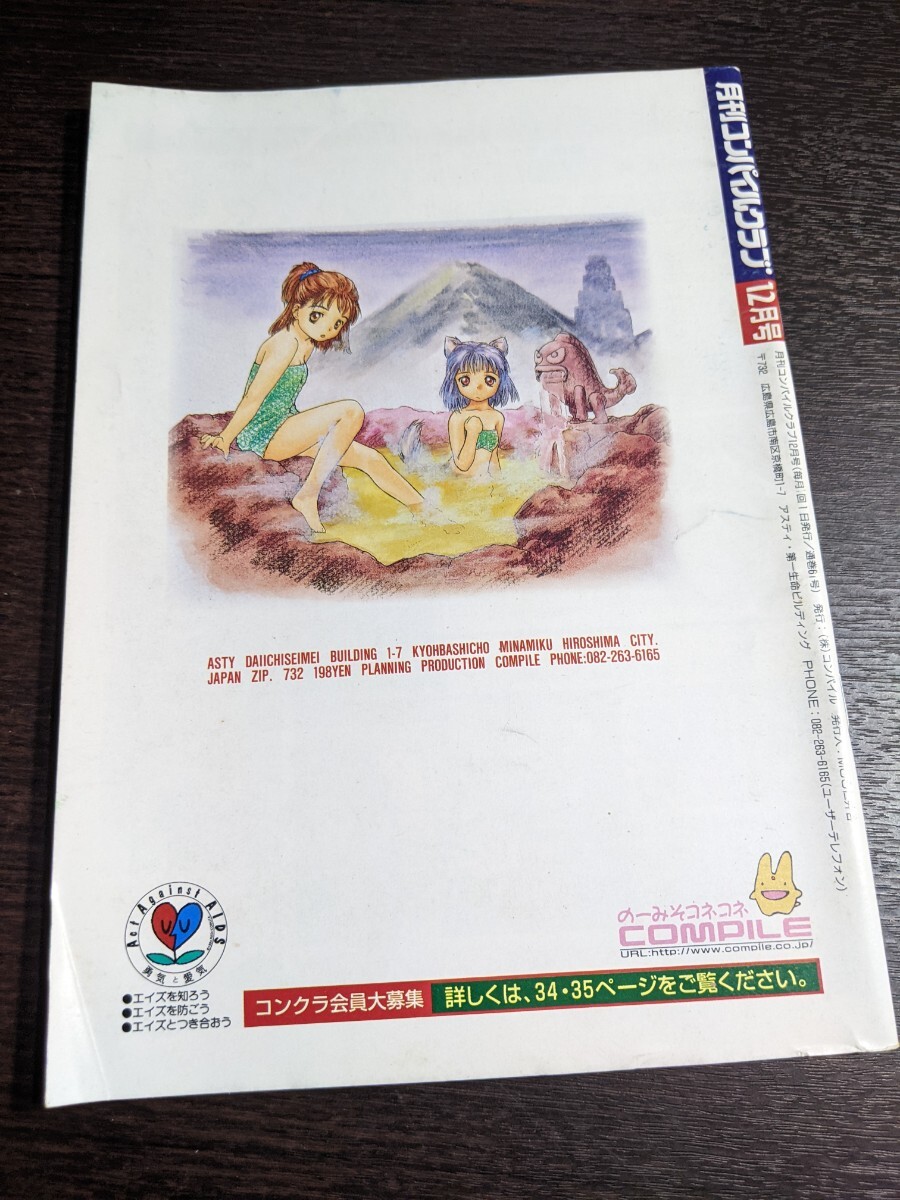 月刊コンパイルクラブ 12月号
月刊コンパイルクラブ12月号(毎月1回1日発行/通巻61号) 発行:(株)コンパイル 発行人:
〒732 広島県広島市南区京橋町1-7 アスティ・第一生命ビルディング PHONE:082-263-6165(ユーザーテレフォン)
ASTY DAIICHISEIMEI BUILDING 1-7 KYOHBASHICHO MINAMIKU HIROSHIMA CITY.
JAPAN ZIP. 732 198YEN PLANNING PRODUCTION COMPILE PHONE:082-263-6165
Act Against AIDS
勇気と愛気
●エイズを知ろう
●エイズを防ごう
●エイズとつき合おう
のーみそコネコネ
COMPILE
URL:http://www.compile.co.jp/
コンクラ会員大募集 詳しくは、34・35ページをご覧ください。